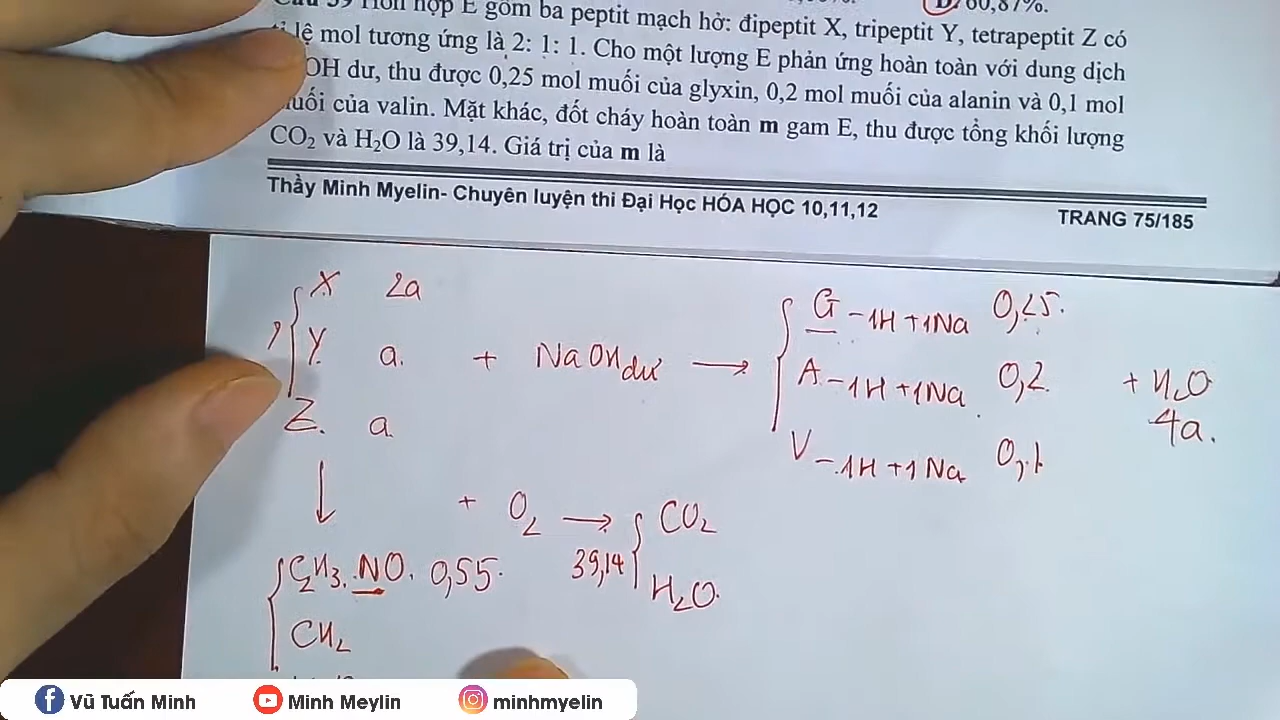 60,87%.
Hỗn hợp E gồm ba peptit mạch hở: đipeptit X, tripeptit Y, tetrapeptit Z có
lệ mol tương ứng là 2: 1: 1. Cho một lượng E phản ứng hoàn toàn với dung dịch
OH dư, thu được 0,25 mol muối của glyxin, 0,2 mol muối của alanin và 0,1 mol
muối của valin. Mặt khác, đốt cháy hoàn toàn m gam E, thu được tổng khối lượng
CO2 và H2O là 39,14. Giá trị của m là
Thầy Minh Myelin- Chuyên luyện thi Đại Học HÓA HỌC 10,11,12
TRANG 75/185
X 2a
G -1H +1Na 0,25.
Y a. + NaOH dư →
A -1H +1Na 0,2 + H2O
4a.
Z. a
V -1H +1Na 0,1
↓ + O2 → CO2
39,14
C2H3.NO. 0,55.
H2O
CH2
Vũ Tuấn Minh
Minh Meylin
minhmyelin